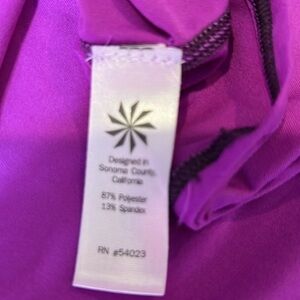 Designed in
Sonoma County,
California
87% Polyester
13% Spandex
RN #54023